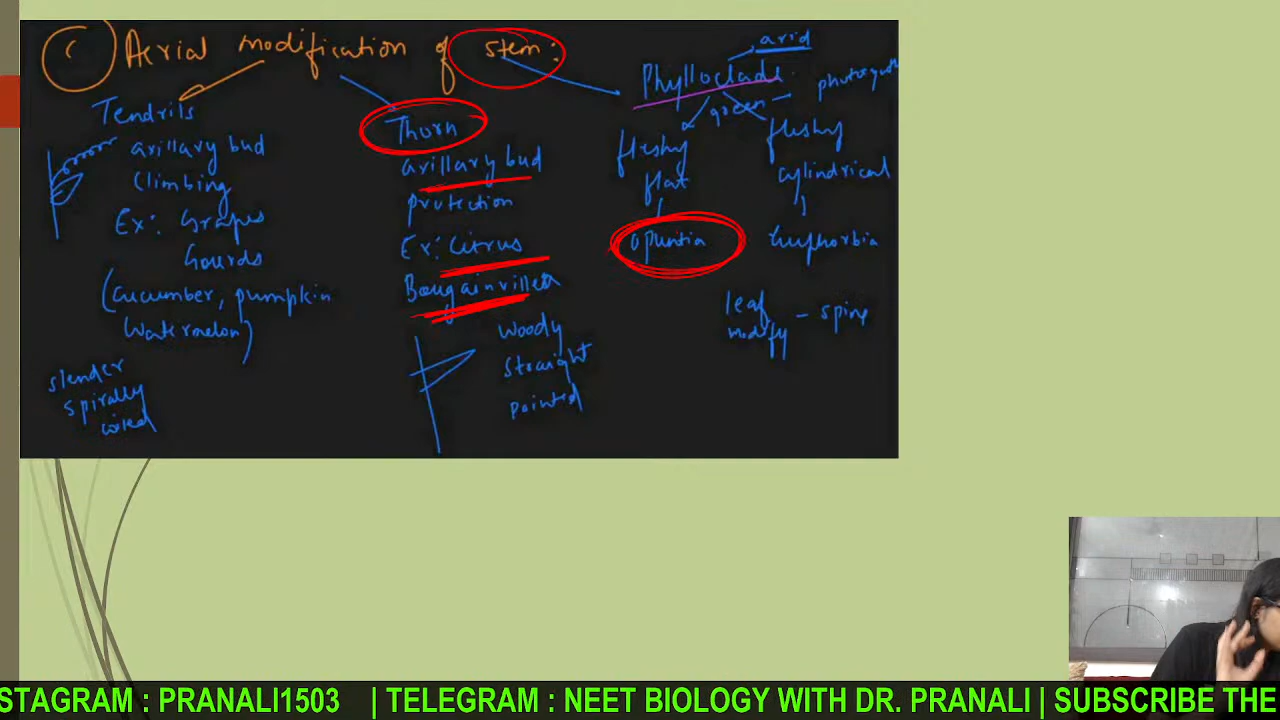 C Aerial modification of stem:
Tendrils
axillary bud
climbing
Ex: Grapes
Gourds
(cucumber, pumpkin
watermelon)
slender
spirally
coiled
Thorn
axillary bud
protection
Ex: Citrus
Bougainvillea
woody
straight
pointed
arid
Phylloclade
green -
fleshy
flat
opuntia
fleshy
cylindrical
Euphorbia
leaf
modify - spine
STAGRAM : PRANALI1503 | TELEGRAM : NEET BIOLOGY WITH DR. PRANALI | SUBSCRIBE THE